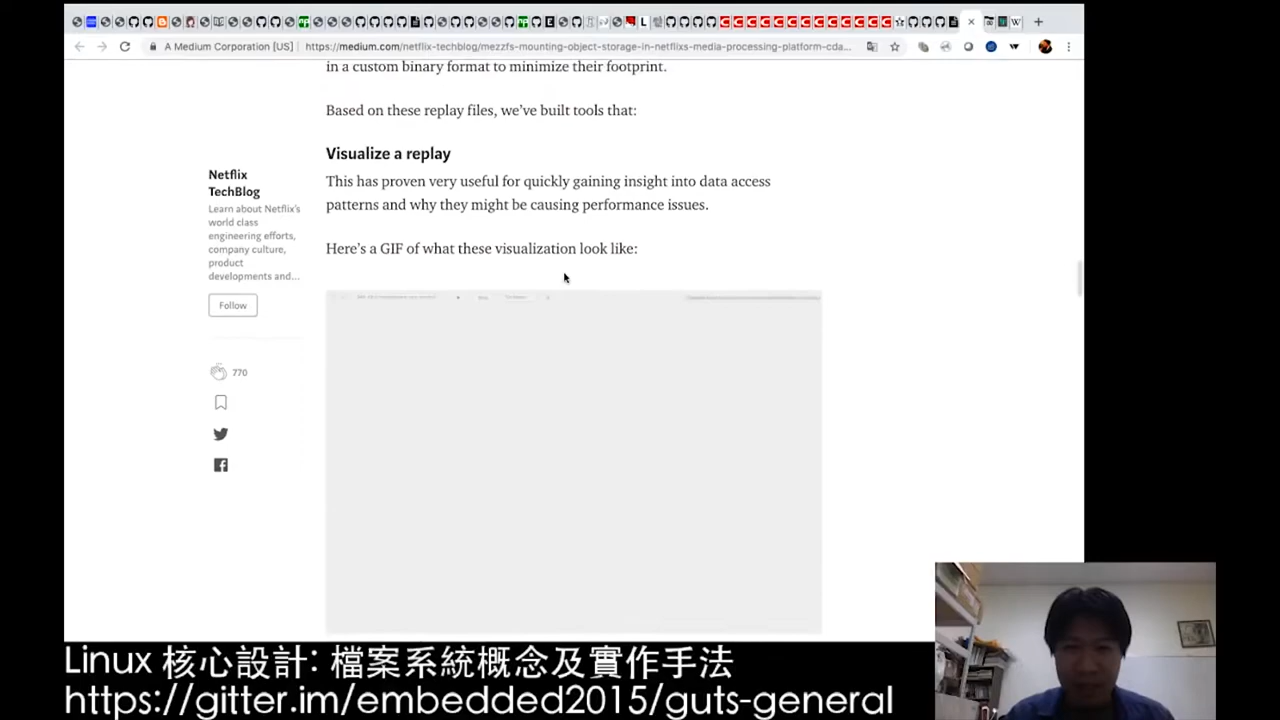 A Medium Corporation [US]
https://medium.com/netflix-techblog/mezzfs-mounting-object-storage-in-netflixs-media-processing-platform-cda...
in a custom binary format to minimize their footprint.
Based on these replay files, we've built tools that:
Visualize a replay
This has proven very useful for quickly gaining insight into data access
patterns and why they might be causing performance issues.
Here's a GIF of what these visualization look like:
Netflix
TechBlog
Learn about Netflix's
world class
engineering efforts,
company culture,
product
developments and...
Follow
770
Linux 核心設計: 檔案系統概念及實作手法
https://gitter.im/embedded2015/guts-general